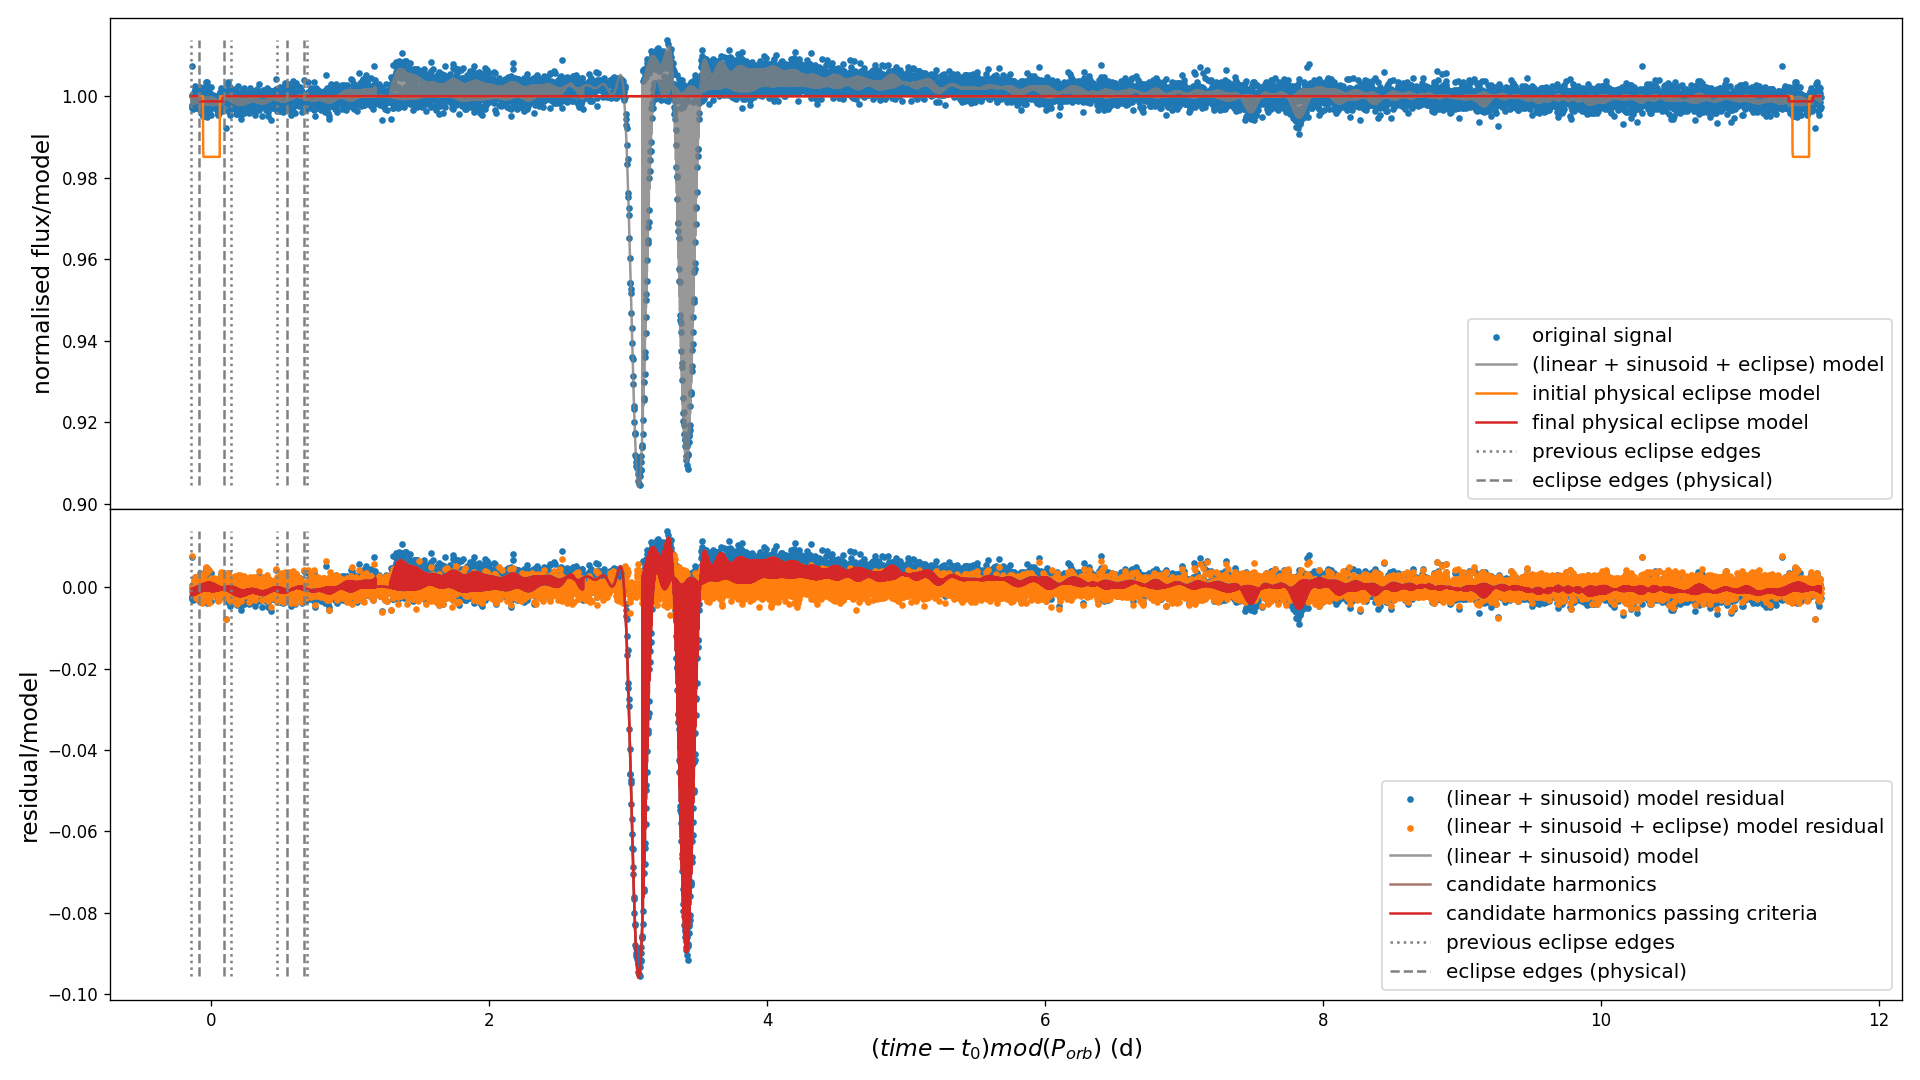 normalised flux/model
1.00
0.98
0.96
0.94
0.92
0.90
original signal
(linear + sinusoid + eclipse) model
initial physical eclipse model
final physical eclipse model
previous eclipse edges
eclipse edges (physical)
residual/model
0.00
−0.02
−0.04
−0.06
−0.08
−0.10
(linear + sinusoid) model residual
(linear + sinusoid + eclipse) model residual
(linear + sinusoid) model
candidate harmonics
candidate harmonics passing criteria
previous eclipse edges
eclipse edges (physical)
0 2 4 6 8 10 12
(time − t₀)mod(P_orb) (d)